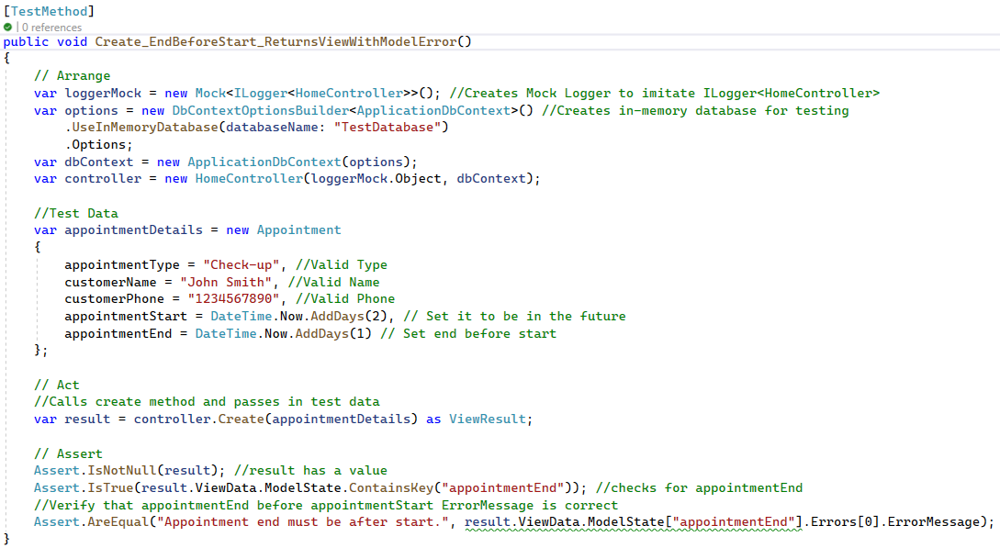 [TestMethod]
| 0 references
public void Create_EndBeforeStart_ReturnsViewWithModelError()
{
    // Arrange
    var loggerMock = new Mock<ILogger<HomeController>>(); //Creates Mock Logger to imitate ILogger<HomeController>
    var options = new DbContextOptionsBuilder<ApplicationDbContext>() //Creates in-memory database for testing
        .UseInMemoryDatabase(databaseName: "TestDatabase")
        .Options;
    var dbContext = new ApplicationDbContext(options);
    var controller = new HomeController(loggerMock.Object, dbContext);

    //Test Data
    var appointmentDetails = new Appointment
    {
        appointmentType = "Check-up", //Valid Type
        customerName = "John Smith", //Valid Name
        customerPhone = "1234567890", //Valid Phone
        appointmentStart = DateTime.Now.AddDays(2), // Set it to be in the future
        appointmentEnd = DateTime.Now.AddDays(1) // Set end before start
    };

    // Act
    //Calls create method and passes in test data
    var result = controller.Create(appointmentDetails) as ViewResult;

    // Assert
    Assert.IsNotNull(result); //result has a value
    Assert.IsTrue(result.ViewData.ModelState.ContainsKey("appointmentEnd")); //checks for appointmentEnd
    //Verify that appointmentEnd before appointmentStart ErrorMessage is correct
    Assert.AreEqual("Appointment end must be after start.", result.ViewData.ModelState["appointmentEnd"].Errors[0].ErrorMessage);
}